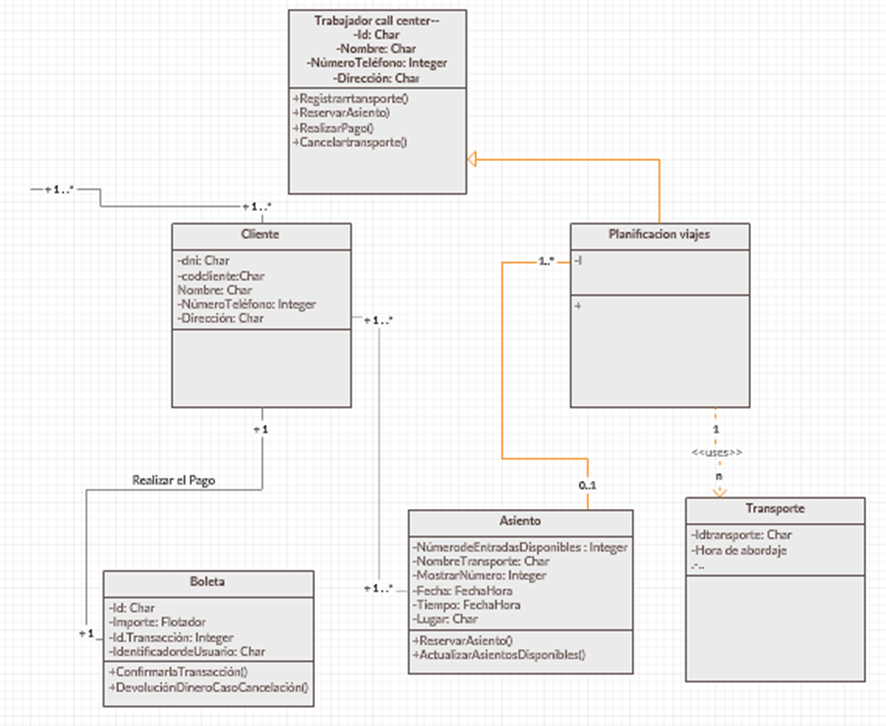 Trabajador call center--
-Id: Char
-Nombre: Char
-NúmeroTeléfono: Integer
-Dirección: Char
+Registrarrtansporte()
+ReservarAsiento)
+RealizarPago()
+Cancelartransporte()
+1..*
+1..*
Cliente
-dni: Char
-codcliente:Char
Nombre: Char
-NúmeroTeléfono: Integer
-Dirección: Char
Planificacion viajes
-I
+
1..*
+1..*
+1
1
<<uses>>
n
Realizar el Pago
0..1
Transporte
-Idtransporte: Char
-Hora de abordaje
-..
Asiento
-NúmerodeEntradasDisponibles : Integer
-NombreTransporte: Char
-MostrarNúmero: Integer
-Fecha: FechaHora
-Tiempo: FechaHora
-Lugar: Char
+ReservarAsiento()
+ActualizarAsientosDisponibles()
+1..*
Boleta
-Id: Char
-Importe: Flotador
-Id.Transacción: Integer
-IdentificadordeUsuario: Char
+ConfirmarlaTransacción()
+DevoluciónDineroCasoCancelación()
+1